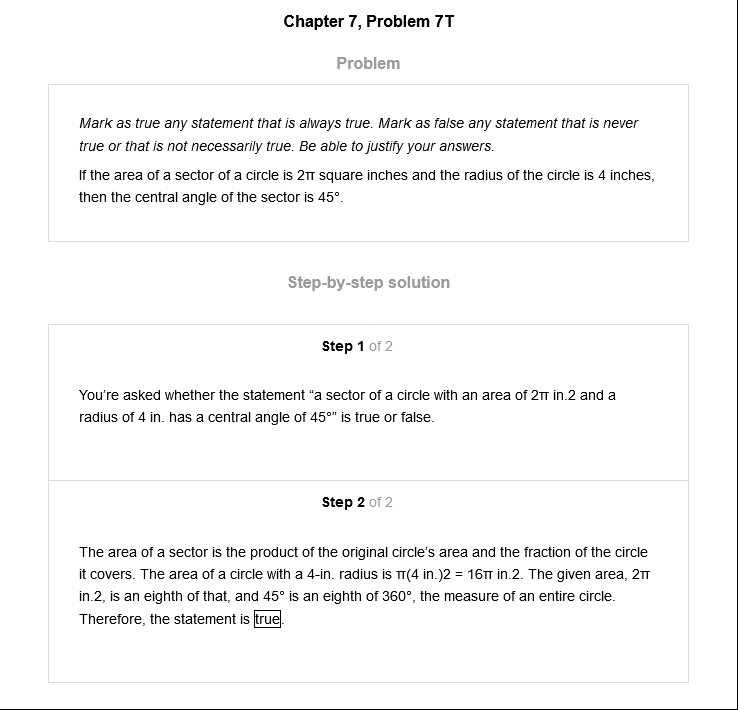 Chapter 7, Problem 7T
Problem
Mark as true any statement that is always true. Mark as false any statement that is never
true or that is not necessarily true. Be able to justify your answers.
If the area of a sector of a circle is 2π square inches and the radius of the circle is 4 inches,
then the central angle of the sector is 45°.
Step-by-step solution
Step 1 of 2
You’re asked whether the statement “a sector of a circle with an area of 2π in.2 and a
radius of 4 in. has a central angle of 45°” is true or false.
Step 2 of 2
The area of a sector is the product of the original circle’s area and the fraction of the circle
it covers. The area of a circle with a 4-in. radius is π(4 in.)2 = 16π in.2. The given area, 2π
in.2, is an eighth of that, and 45° is an eighth of 360°, the measure of an entire circle.
Therefore, the statement is true.